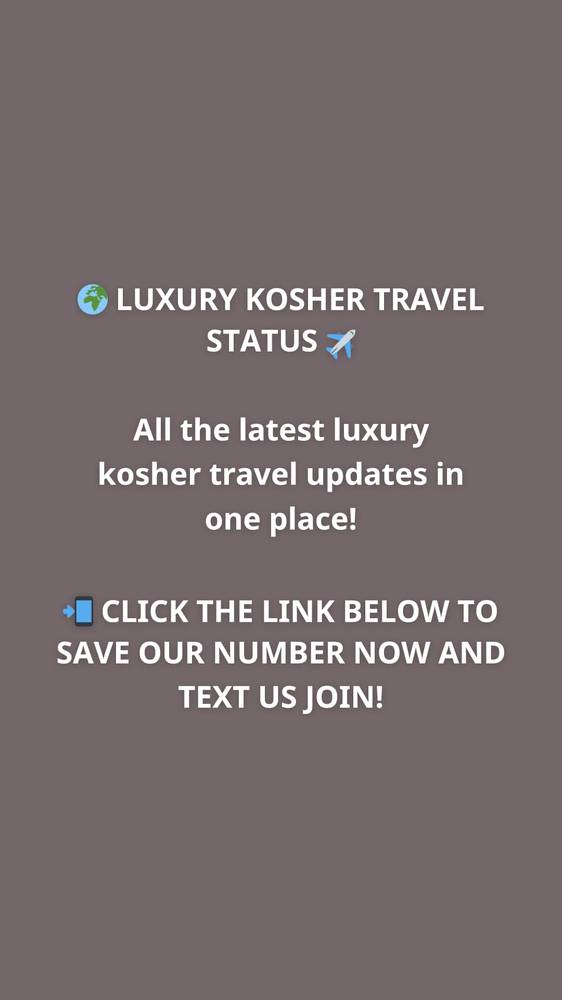 🌍 LUXURY KOSHER TRAVEL
STATUS ✈️
All the latest luxury
kosher travel updates in
one place!
📲 CLICK THE LINK BELOW TO
SAVE OUR NUMBER NOW AND
TEXT US JOIN!